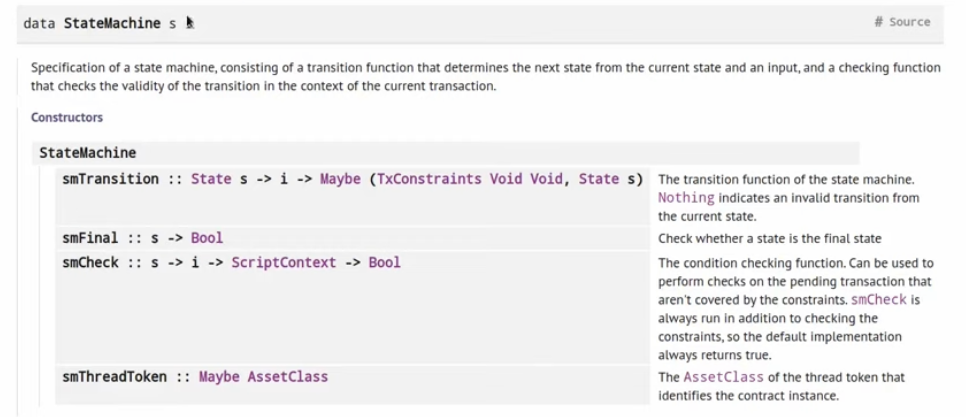 data StateMachine s # Source
Specification of a state machine, consisting of a transition function that determines the next state from the current state and an input, and a checking function
that checks the validity of the transition in the context of the current transaction.
Constructors
StateMachine
smTransition :: State s -> i -> Maybe (TxConstraints Void Void, State s)
The transition function of the state machine.
Nothing indicates an invalid transition from
the current state.
smFinal :: s -> Bool
Check whether a state is the final state
smCheck :: s -> i -> ScriptContext -> Bool
The condition checking function. Can be used to
perform checks on the pending transaction that
aren't covered by the constraints. smCheck is
always run in addition to checking the
constraints, so the default implementation
always returns true.
smThreadToken :: Maybe AssetClass
The AssetClass of the thread token that
identifies the contract instance.